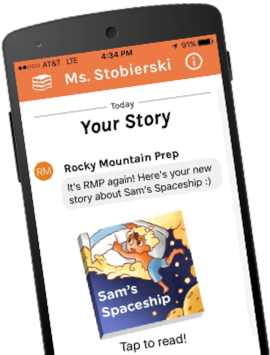 AT&T LTE 4:34 PM 91%
Ms. Stobierski
Today
Your Story
RM Rocky Mountain Prep
It's RMP again! Here's your new
story about Sam's Spaceship :)
Sam's
Spaceship
Tap to read!